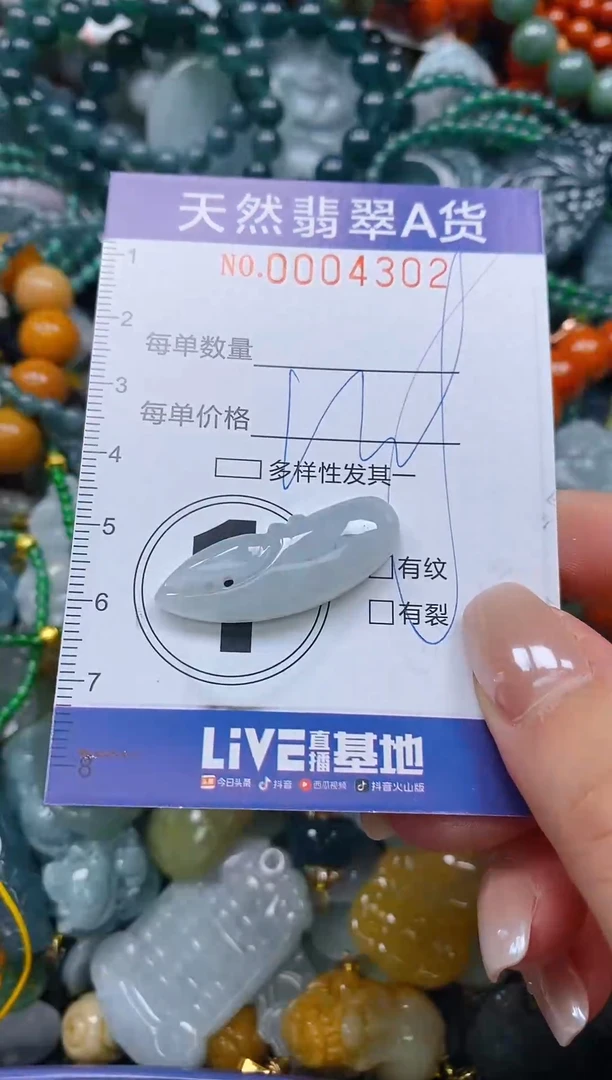 天然翡翠A货
NO.0004302
1
2
3
4
5
6
7
8
每单数量
每单价格
多样性发其一
1
有纹
有裂
LiVE直播基地
头条 今日头条 抖音 西瓜视频 抖音火山版